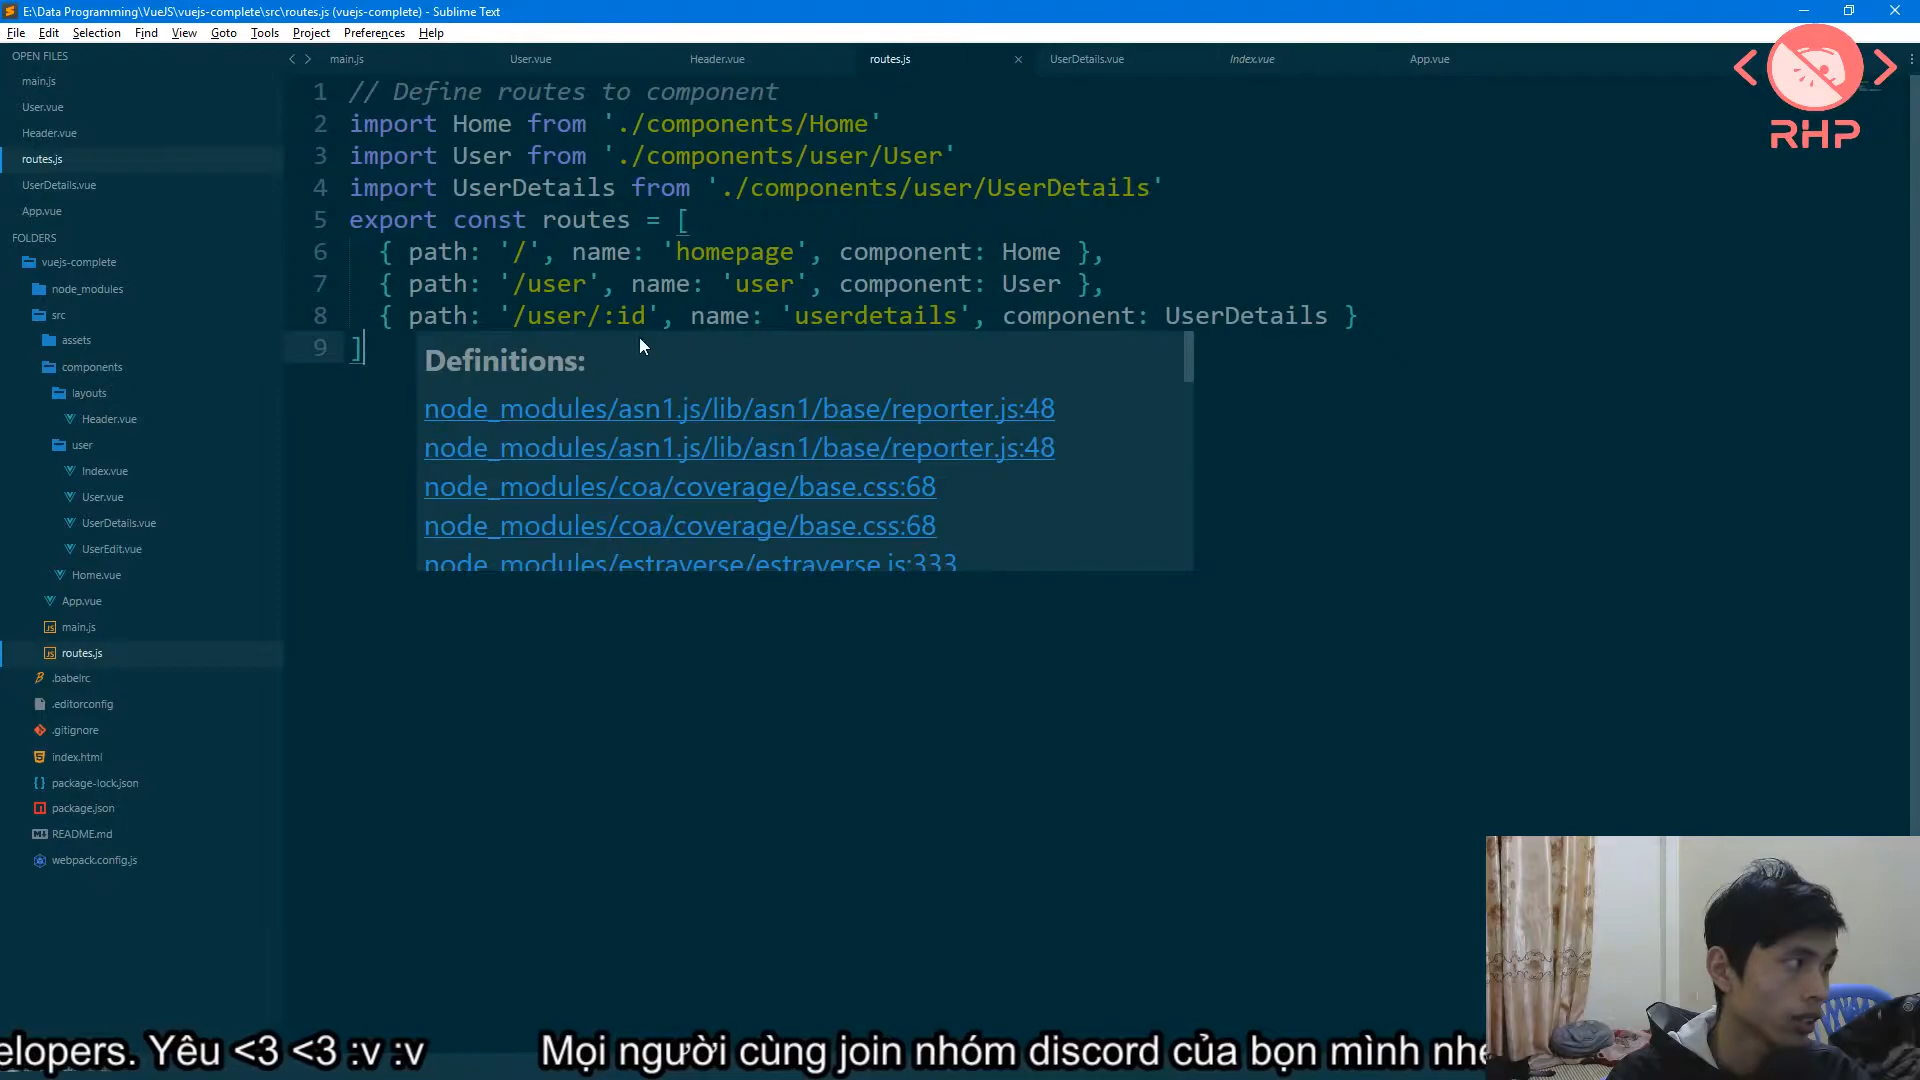 E:\Data Programming\VueJS\vuejs-complete\src\routes.js (vuejs-complete) - Sublime Text
File Edit Selection Find View Goto Tools Project Preferences Help
OPEN FILES
main.js
User.vue
Header.vue
routes.js
UserDetails.vue
App.vue
FOLDERS
vuejs-complete
node_modules
src
assets
components
layouts
Header.vue
user
Index.vue
User.vue
UserDetails.vue
UserEdit.vue
Home.vue
App.vue
main.js
routes.js
.babelrc
.editorconfig
.gitignore
index.html
package-lock.json
package.json
README.md
webpack.config.js
main.js User.vue Header.vue routes.js UserDetails.vue Index.vue App.vue
1 // Define routes to component
2 import Home from './components/Home'
3 import User from './components/user/User'
4 import UserDetails from './components/user/UserDetails'
5 export const routes = [
6 { path: '/', name: 'homepage', component: Home },
7 { path: '/user', name: 'user', component: User },
8 { path: '/user/:id', name: 'userdetails', component: UserDetails }
9 ]
Definitions:
node_modules/asn1.js/lib/asn1/base/reporter.js:48
node_modules/asn1.js/lib/asn1/base/reporter.js:48
node_modules/coa/coverage/base.css:68
node_modules/coa/coverage/base.css:68
node_modules/estraverse/estraverse.js:333
RHP
elopers. Yêu <3 <3 :v :v Mọi người cùng join nhóm discord của bọn mình nhé